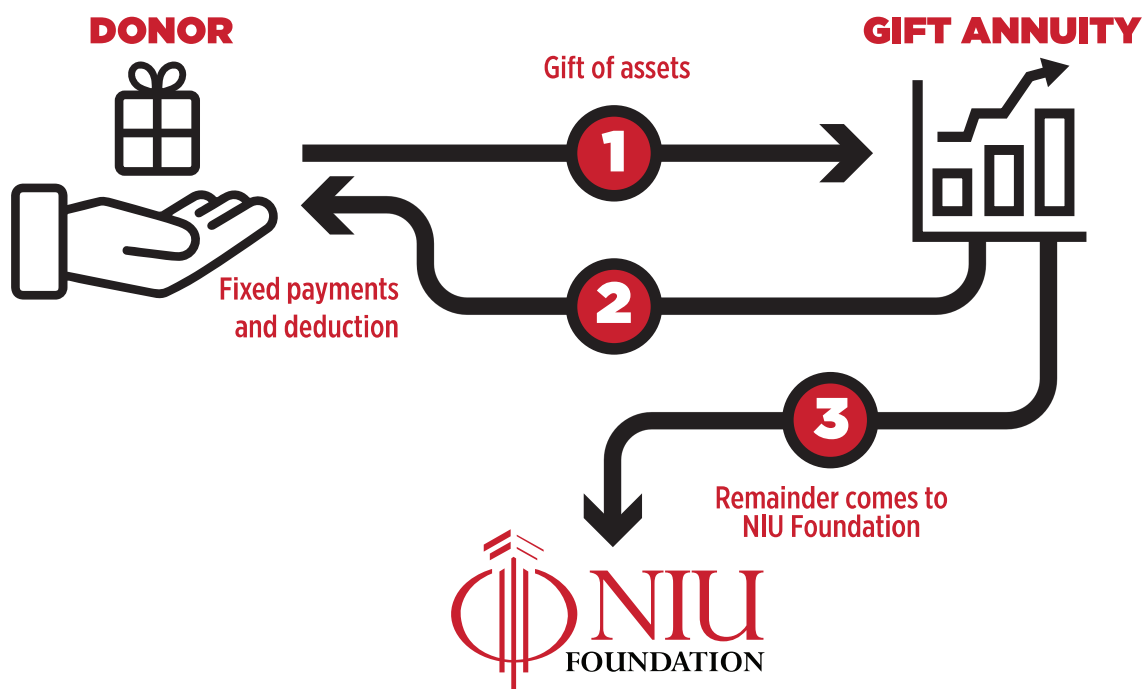 DONOR
GIFT ANNUITY
Gift of assets
1
Fixed payments
and deduction
2
3
Remainder comes to
NIU Foundation
NIU
FOUNDATION